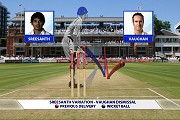 SREESANTH
VAUGHAN
SREESANTH VARIATION - VAUGHAN DISMISSAL
PREVIOUS DELIVERY WICKET BALL